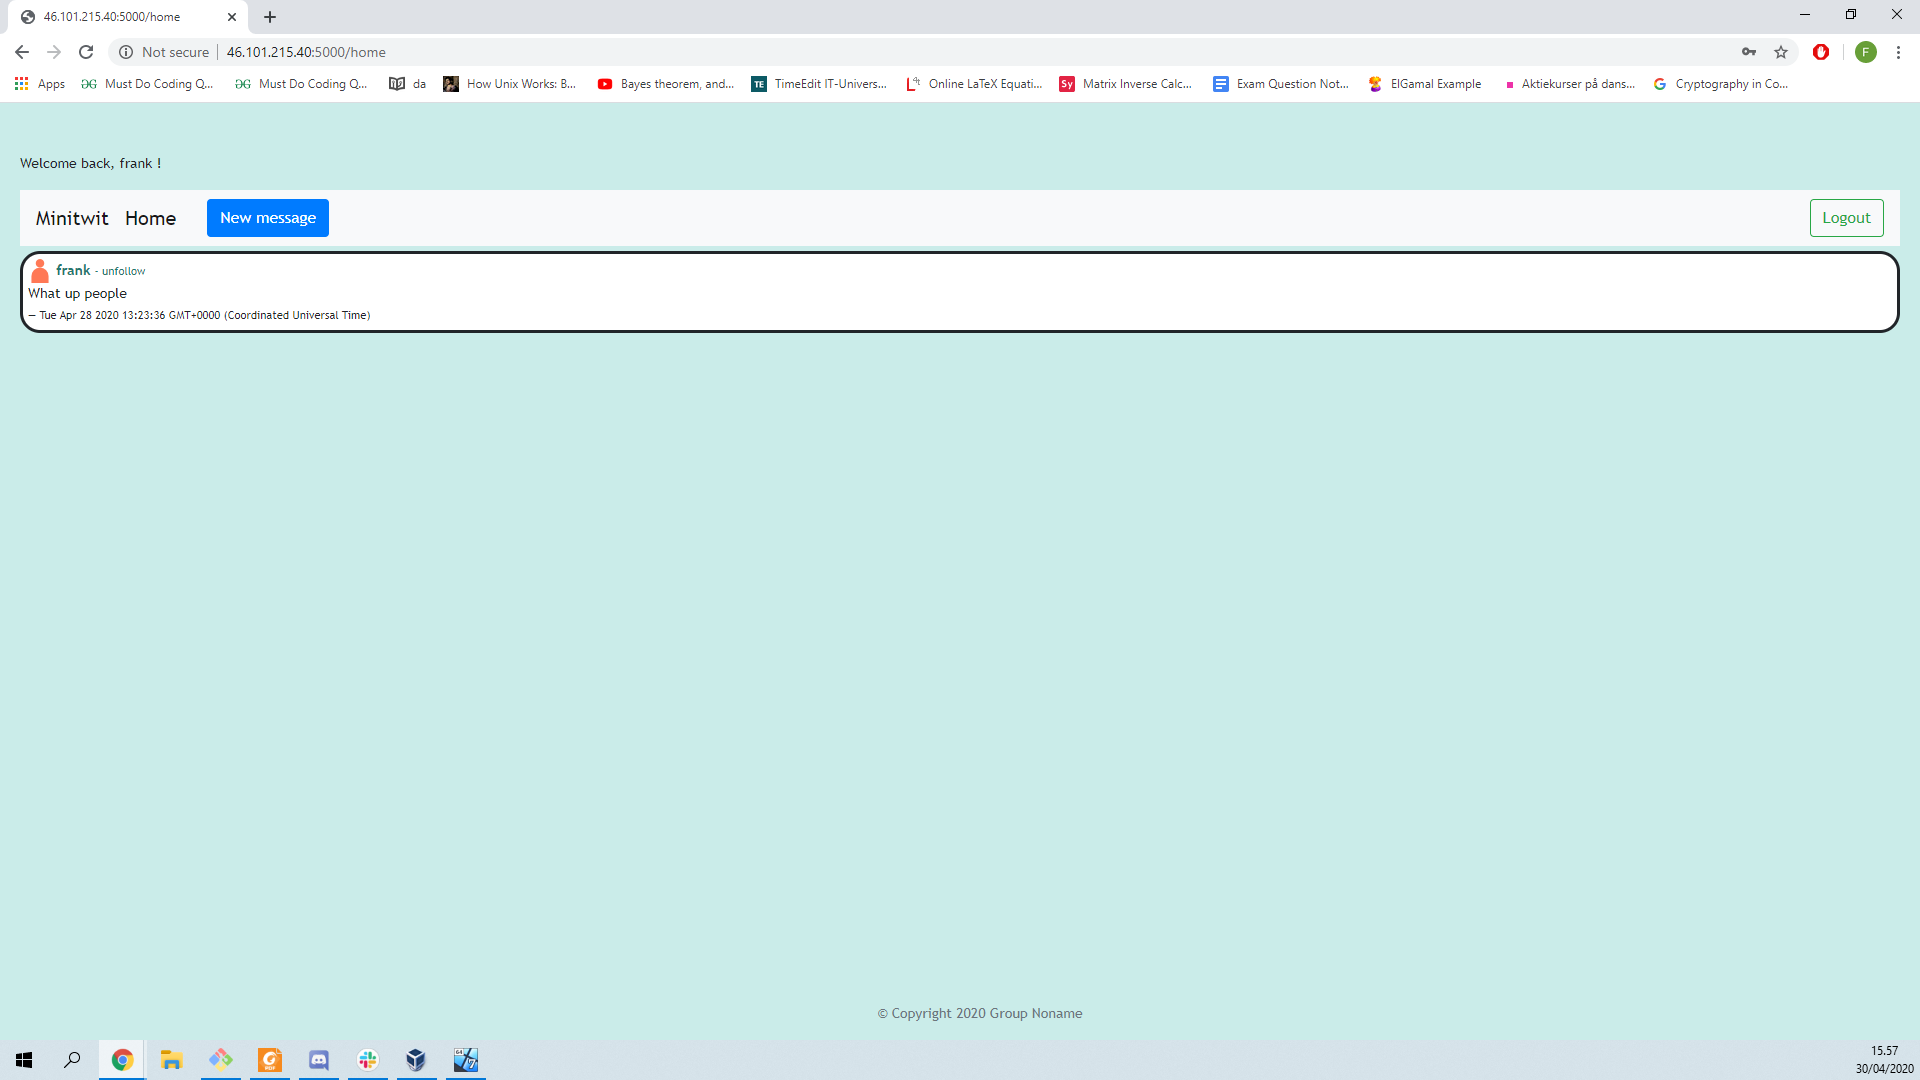 46.101.215.40:5000/home
Not secure 46.101.215.40:5000/home
F
Apps Must Do Coding Q... Must Do Coding Q... da How Unix Works: B... Bayes theorem, and... TE TimeEdit IT-Univers... Online LaTeX Equati... Sy Matrix Inverse Calc... Exam Question Not... ElGamal Example Aktiekurser på dans... Cryptography in Co...
Welcome back, frank !
Minitwit Home New message Logout
frank - unfollow
What up people
— Tue Apr 28 2020 13:23:36 GMT+0000 (Coordinated Universal Time)
© Copyright 2020 Group Noname
64
15.57
30/04/2020